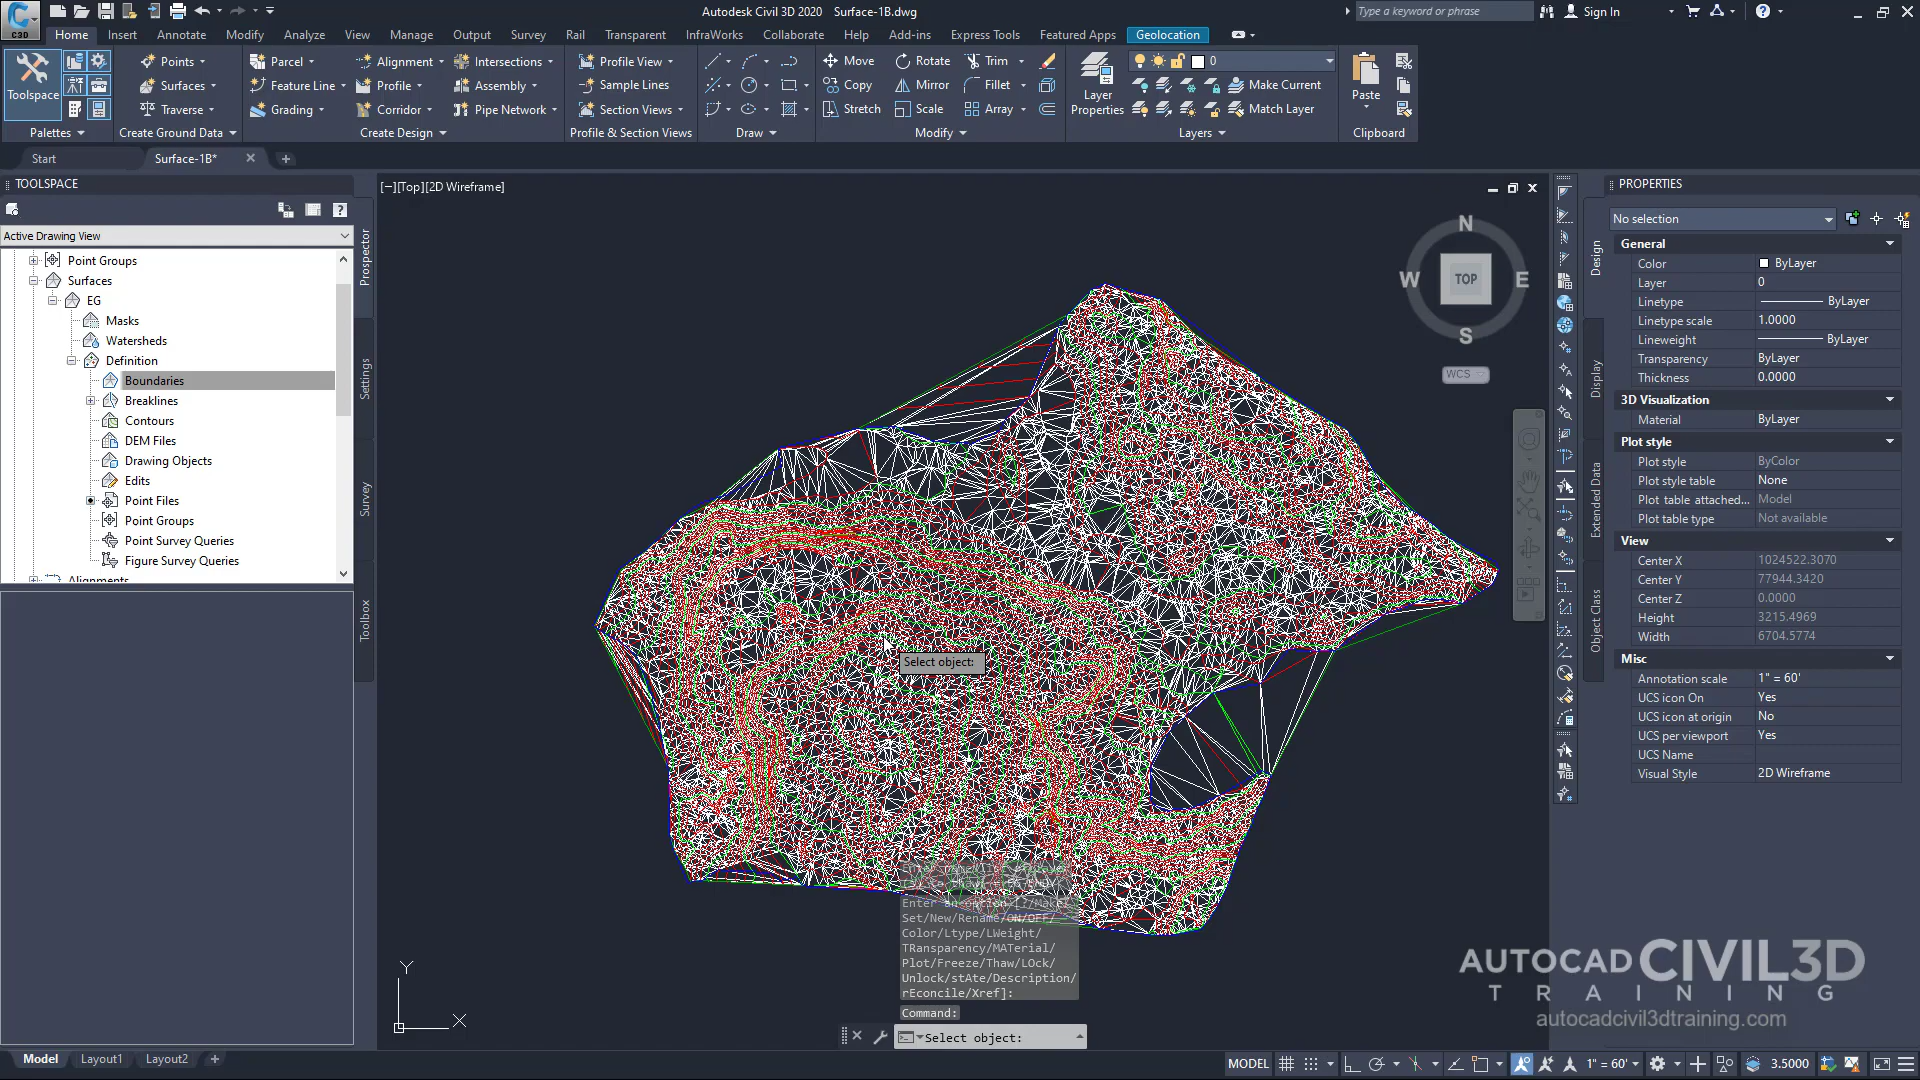 C3D
Autodesk Civil 3D 2020 Surface-1B.dwg
Type a keyword or phrase
Sign In
Home Insert Annotate Modify Analyze View Manage Output Survey Rail Transparent InfraWorks Collaborate Help Add-ins Express Tools Featured Apps Geolocation
Toolspace
Points
Surfaces
Traverse
Parcel
Feature Line
Grading
Alignment
Profile
Corridor
Intersections
Assembly
Pipe Network
Profile View
Sample Lines
Section Views
Move Rotate Trim
Copy Mirror Fillet
Stretch Scale Array
Layer
Properties
0
Make Current
Match Layer
Paste
Palettes
Create Ground Data
Create Design
Profile & Section Views
Draw
Modify
Layers
Clipboard
Start
Surface-1B*
TOOLSPACE
Active Drawing View
Point Groups
Surfaces
EG
Masks
Watersheds
Definition
Boundaries
Breaklines
Contours
DEM Files
Drawing Objects
Edits
Point Files
Point Groups
Point Survey Queries
Figure Survey Queries
Alignments
Prospector
Settings
Survey
Toolbox
[−][Top][2D Wireframe]
N
W
TOP
E
S
WCS
Select object:
Enter an option [?/Make/
Set/New/Rename/ON/OFF/
Color/Ltype/LWeight/
TRansparency/MATerial/
Plot/Freeze/Thaw/LOck/
Unlock/stAte/Description/
rEconcile/Xref]:
Command:
Select object:
Y
X
PROPERTIES
No selection
Design
Display
Extended Data
Object Class
General
Color ByLayer
Layer 0
Linetype ByLayer
Linetype scale 1.0000
Lineweight ByLayer
Transparency ByLayer
Thickness 0.0000
3D Visualization
Material ByLayer
Plot style
Plot style ByColor
Plot style table None
Plot table attached... Model
Plot table type Not available
View
Center X 1024522.3070
Center Y 77944.3420
Center Z 0.0000
Height 3215.4969
Width 6704.5774
Misc
Annotation scale 1" = 60'
UCS icon On Yes
UCS icon at origin No
UCS per viewport Yes
UCS Name
Visual Style 2D Wireframe
AUTOCAD CIVIL3D
TRAINING
autocadcivil3dtraining.com
Model Layout1 Layout2
MODEL
1" = 60'
3.5000